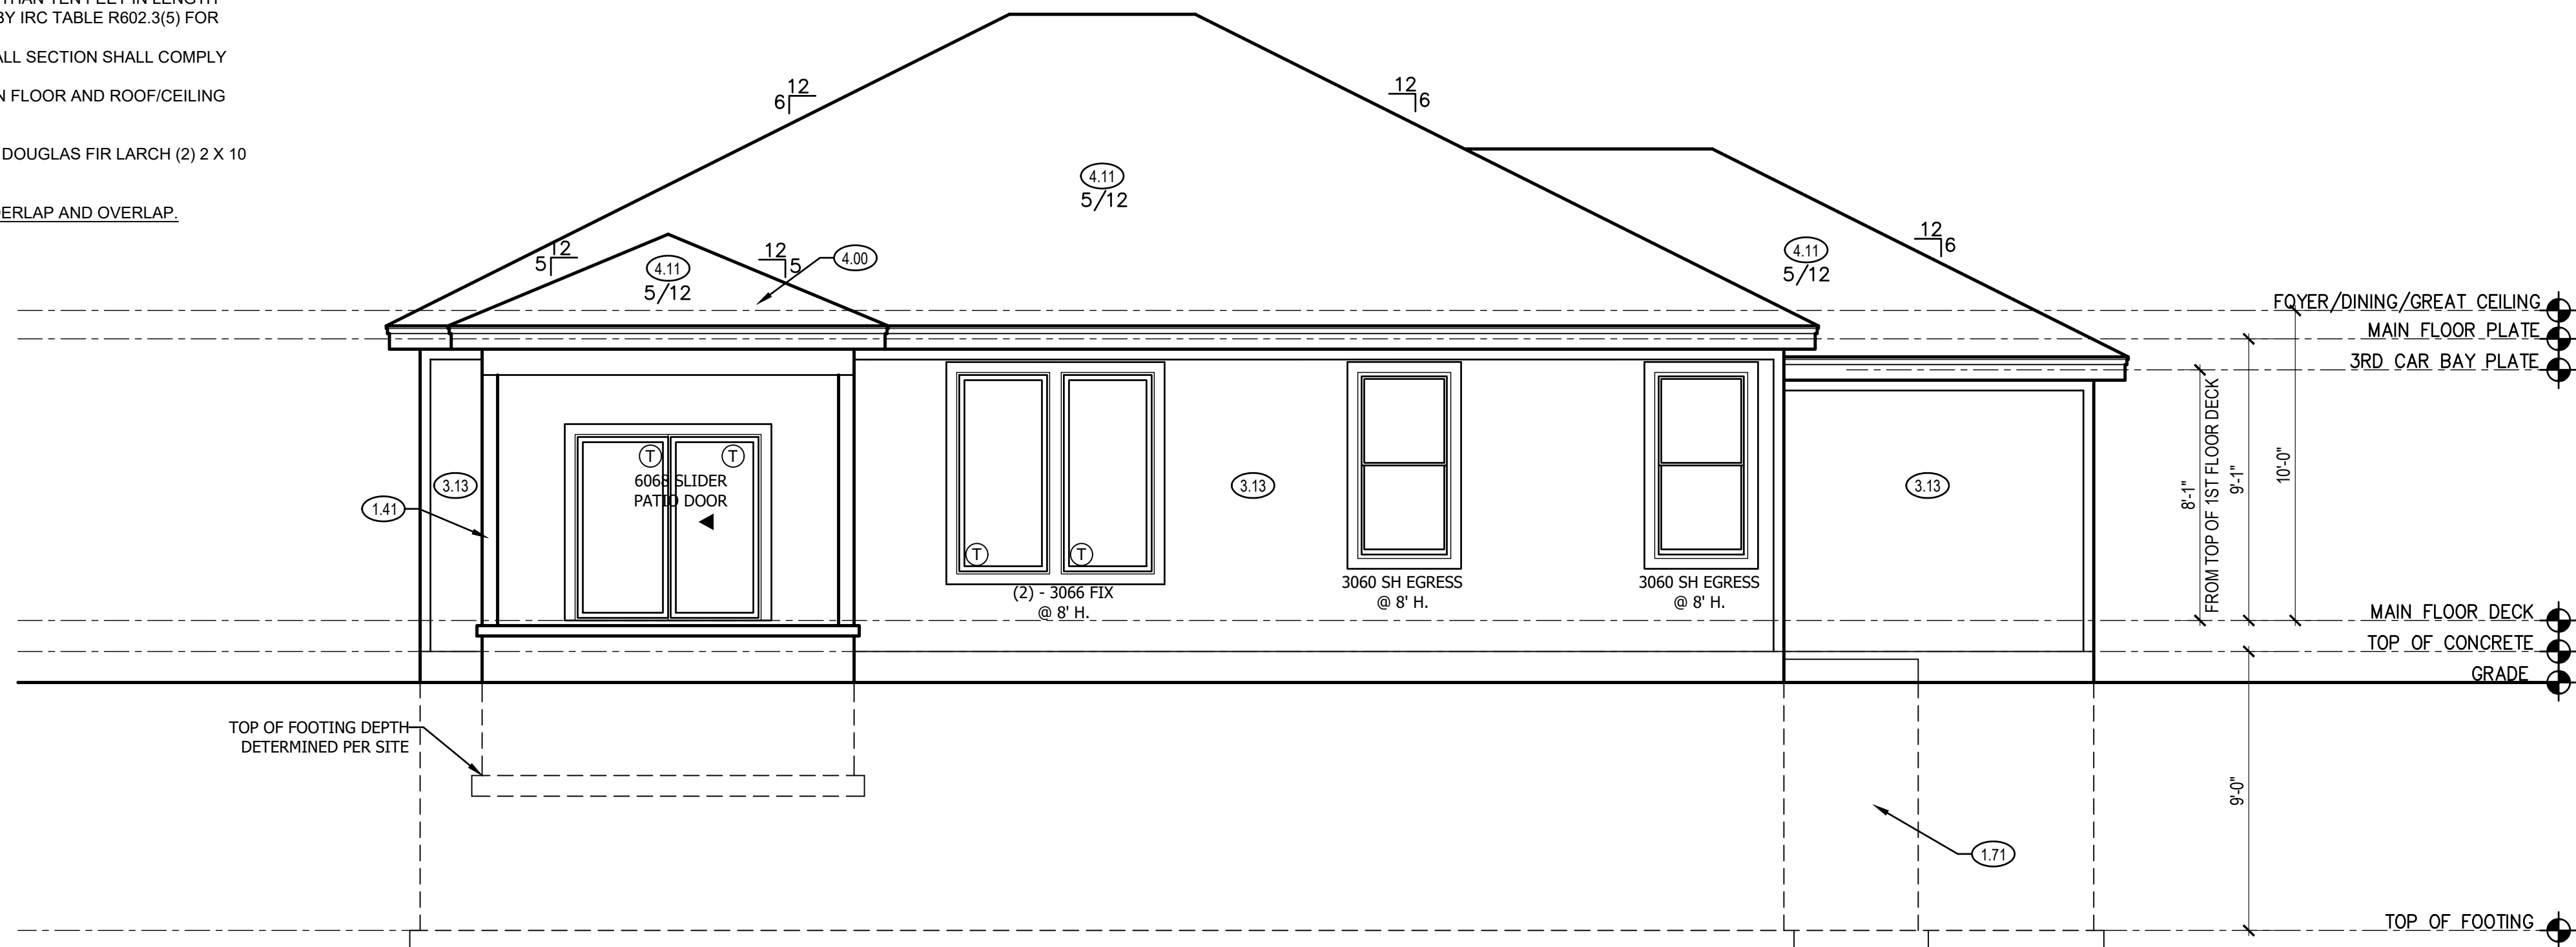 THAN TEN FEET IN LENGTH
BY IRC TABLE R602.3(5) FOR
ALL SECTION SHALL COMPLY
N FLOOR AND ROOF/CEILING
DOUGLAS FIR LARCH (2) 2 X 10
DERLAP AND OVERLAP.
12
6
12
6
4.11
5/12
12
6
4.11
5/12
12
5
12
5
4.00
4.11
5/12
FOYER/DINING/GREAT CEILING
MAIN FLOOR PLATE
3RD CAR BAY PLATE
T
T
6068 SLIDER
PATIO DOOR
3.13
1.41
T
T
(2) - 3066 FIX
@ 8' H.
3.13
3060 SH EGRESS
@ 8' H.
3060 SH EGRESS
@ 8' H.
3.13
8'-1"
FROM TOP OF 1ST FLOOR DECK
9'-1"
10'-0"
MAIN FLOOR DECK
TOP OF CONCRETE
GRADE
TOP OF FOOTING DEPTH
DETERMINED PER SITE
9'-0"
1.71
TOP OF FOOTING